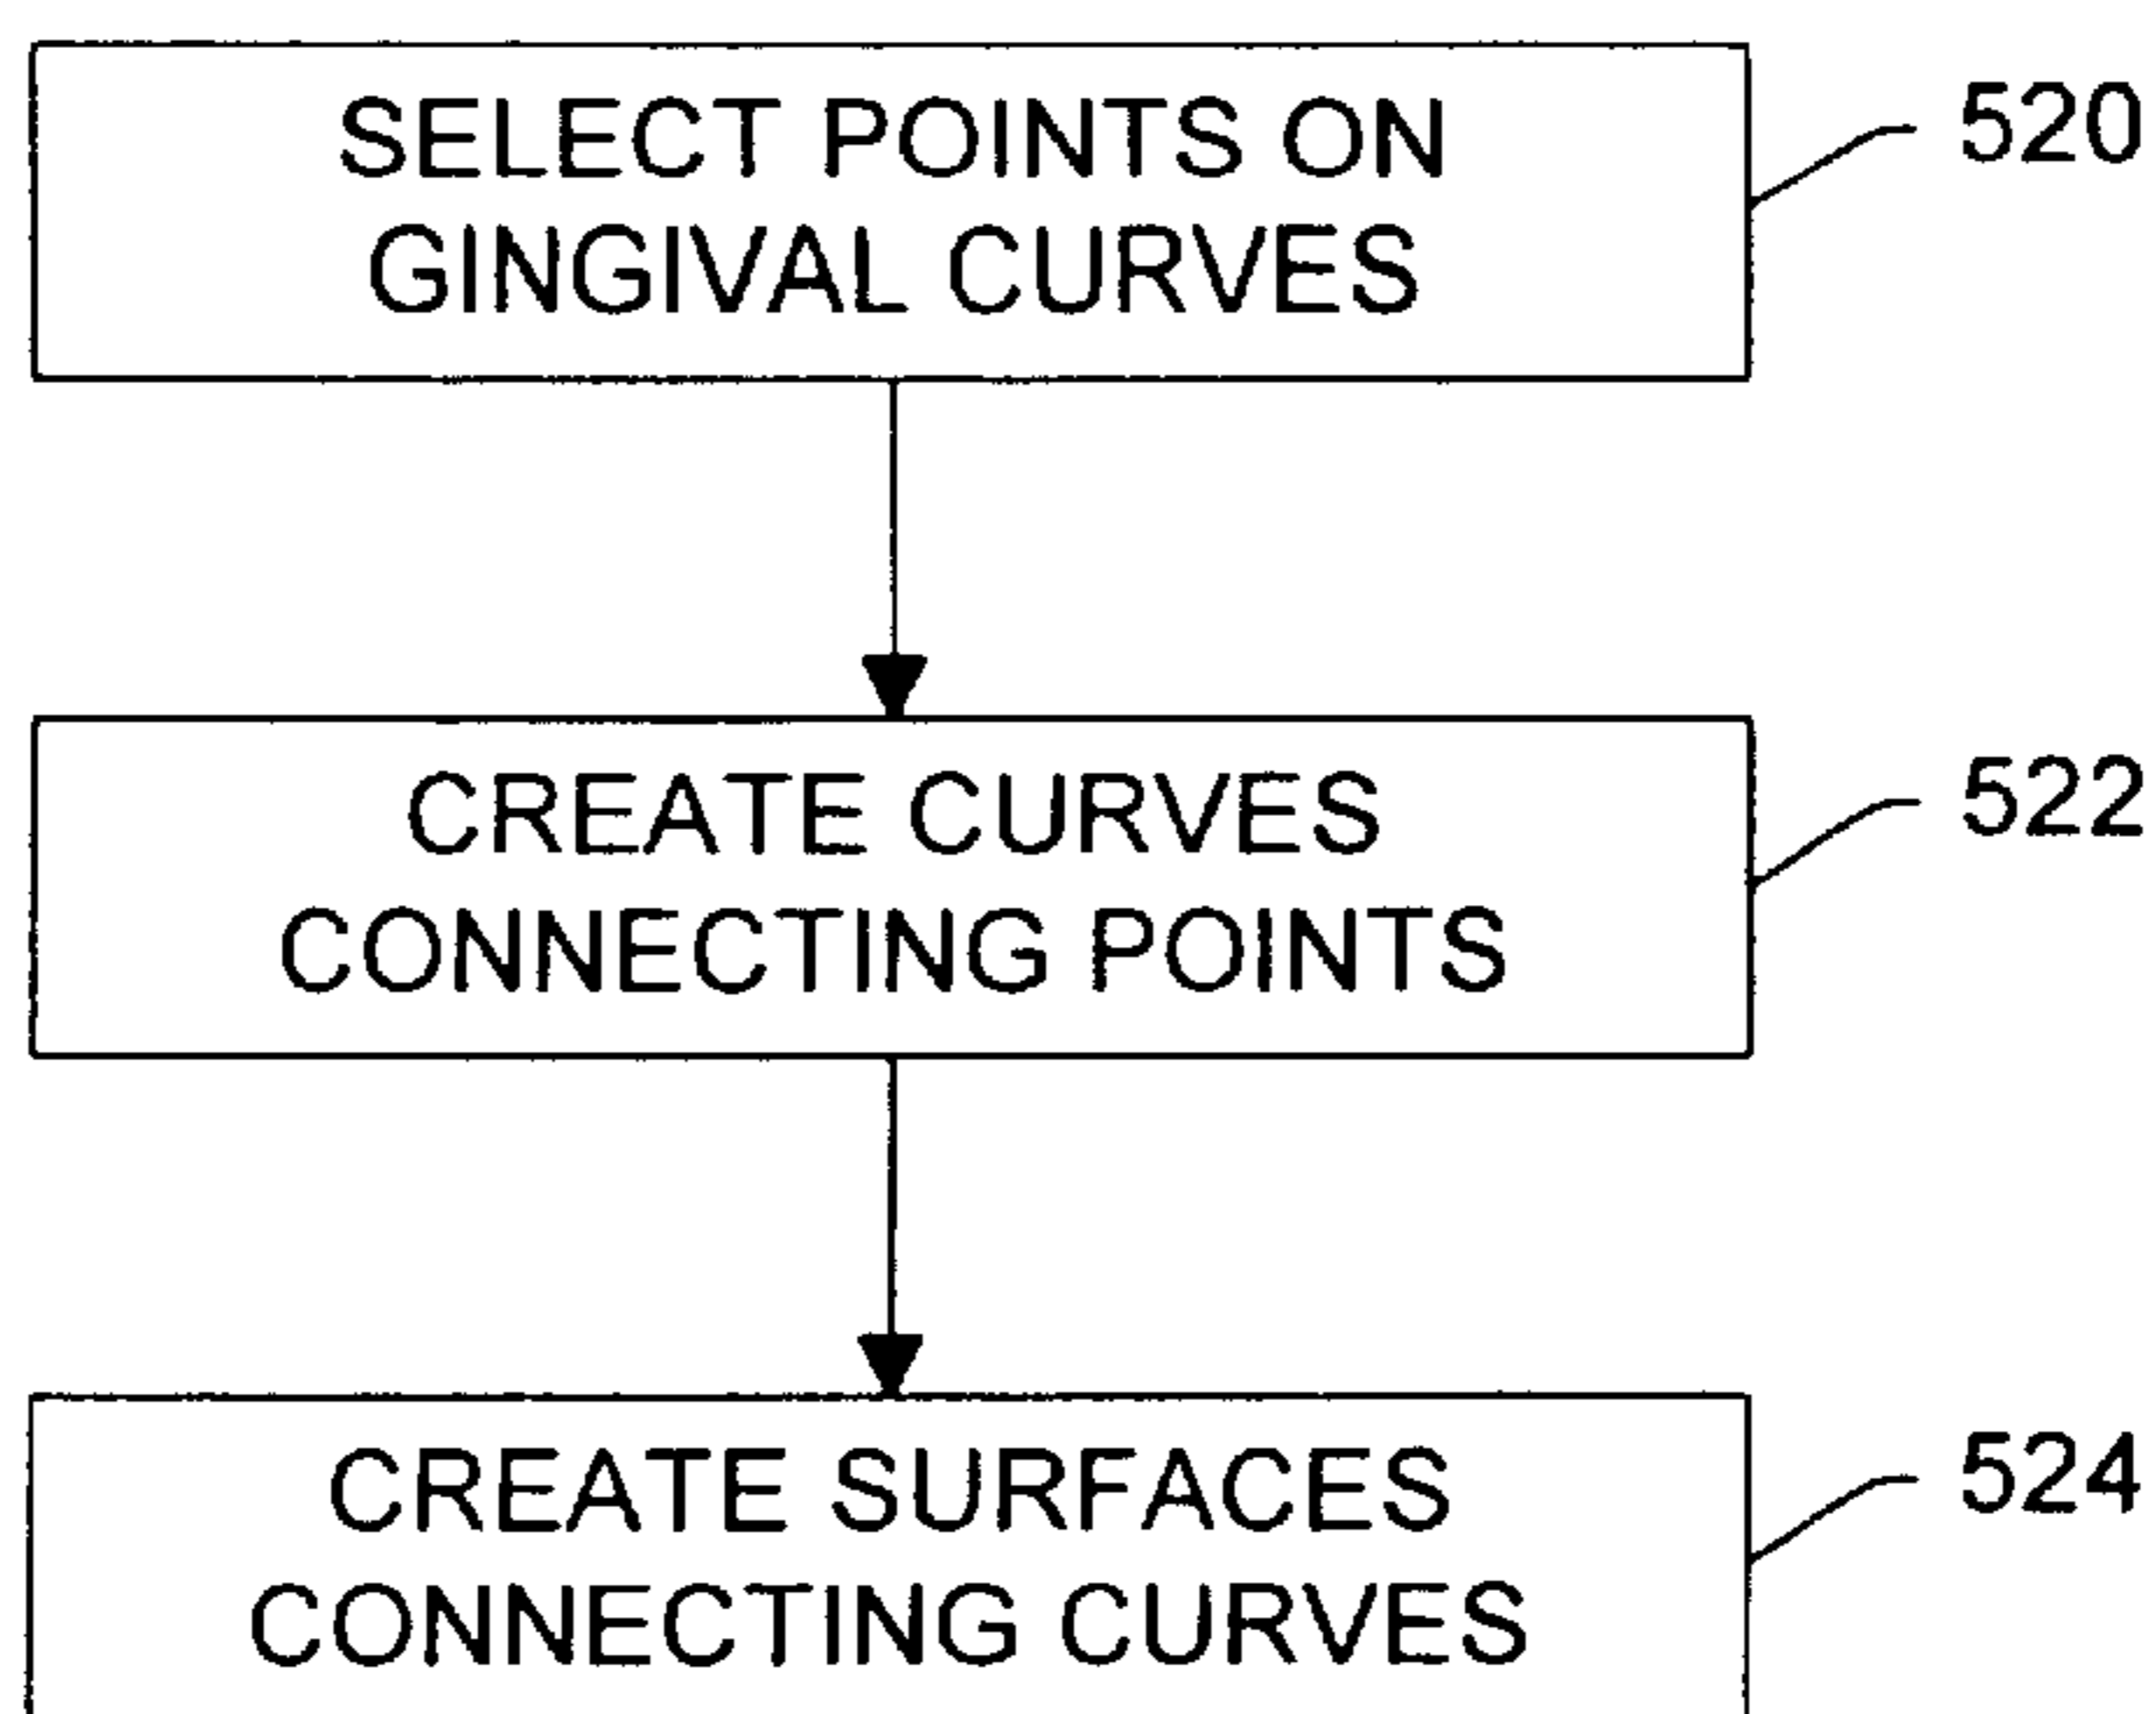 SELECT POINTS ON
GINGIVAL CURVES
520
CREATE CURVES
CONNECTING POINTS
522
CREATE SURFACES
CONNECTING CURVES
524